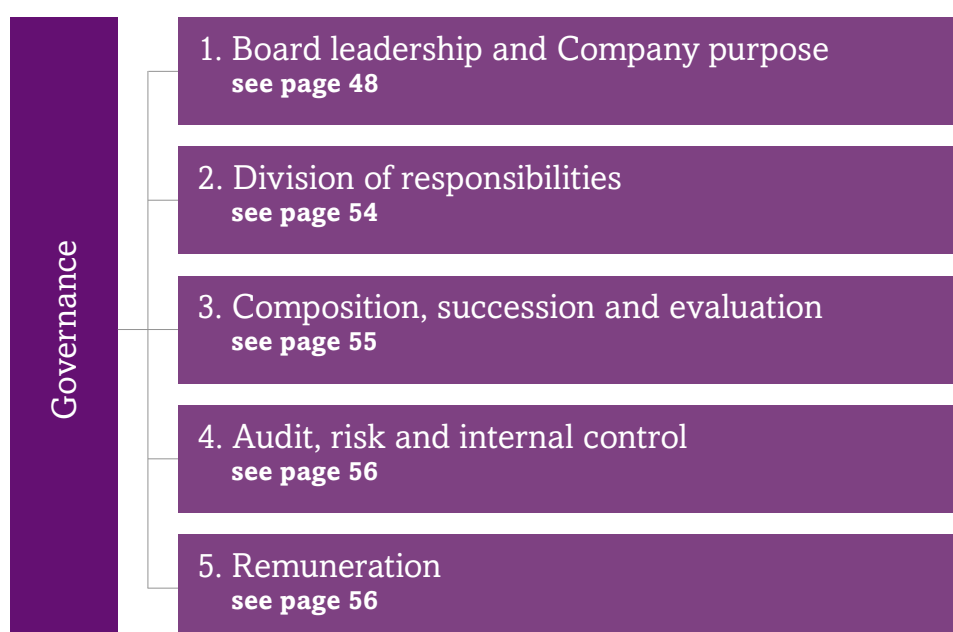 Governance
1. Board leadership and Company purpose
see page 48
2. Division of responsibilities
see page 54
3. Composition, succession and evaluation
see page 55
4. Audit, risk and internal control
see page 56
5. Remuneration
see page 56